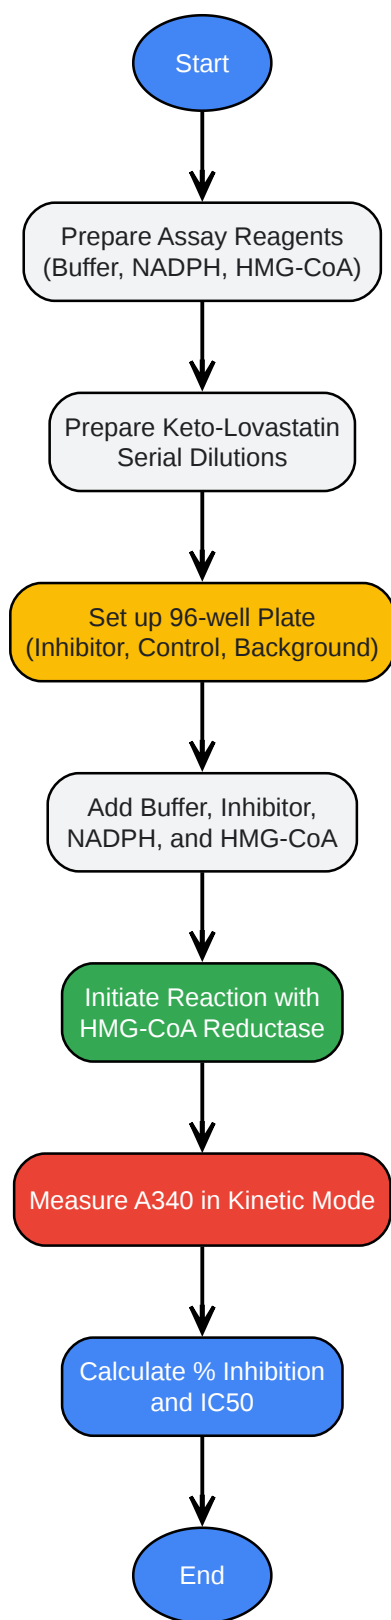 Start
Prepare Assay Reagents
(Buffer, NADPH, HMG-CoA)
Prepare Keto-Lovastatin
Serial Dilutions
Set up 96-well Plate
(Inhibitor, Control, Background)
Add Buffer, Inhibitor,
NADPH, and HMG-CoA
Initiate Reaction with
HMG-CoA Reductase
Measure A340 in Kinetic Mode
Calculate % Inhibition
and IC50
End